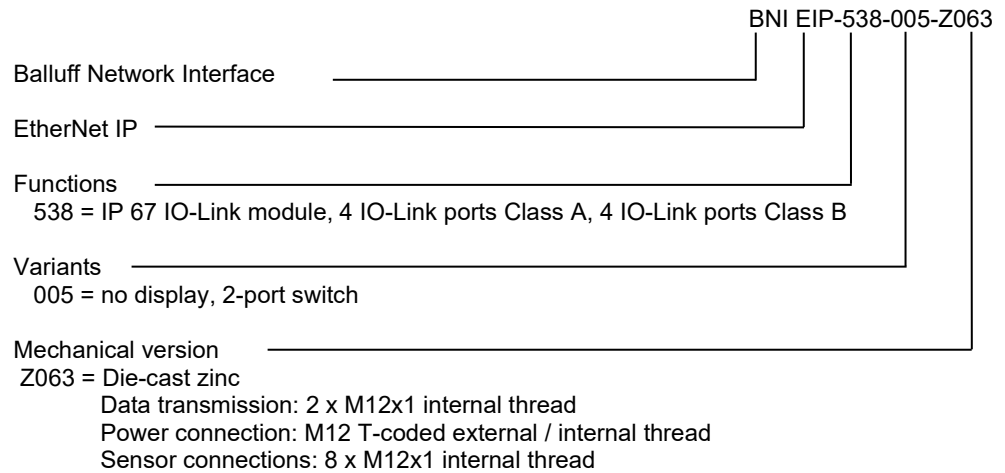 BNI EIP-538-005-Z063
Balluff Network Interface
EtherNet IP
Functions
538 = IP 67 IO-Link module, 4 IO-Link ports Class A, 4 IO-Link ports Class B
Variants
005 = no display, 2-port switch
Mechanical version
Z063 = Die-cast zinc
Data transmission: 2 x M12x1 internal thread
Power connection: M12 T-coded external / internal thread
Sensor connections: 8 x M12x1 internal thread